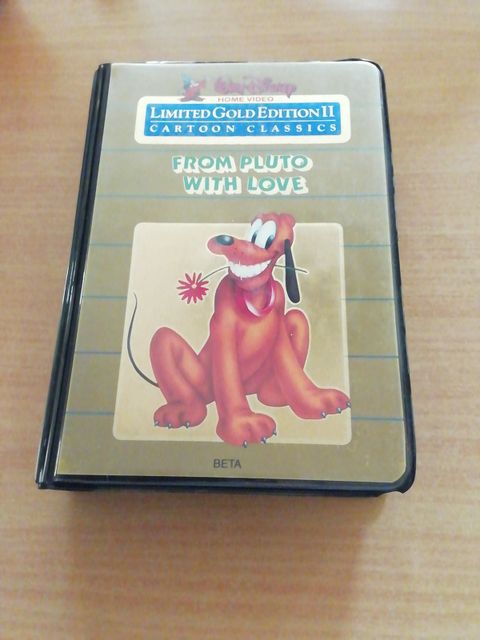 Walt Disney
HOME VIDEO
LIMITED GOLD EDITION II
CARTOON CLASSICS
FROM PLUTO
WITH LOVE
BETA